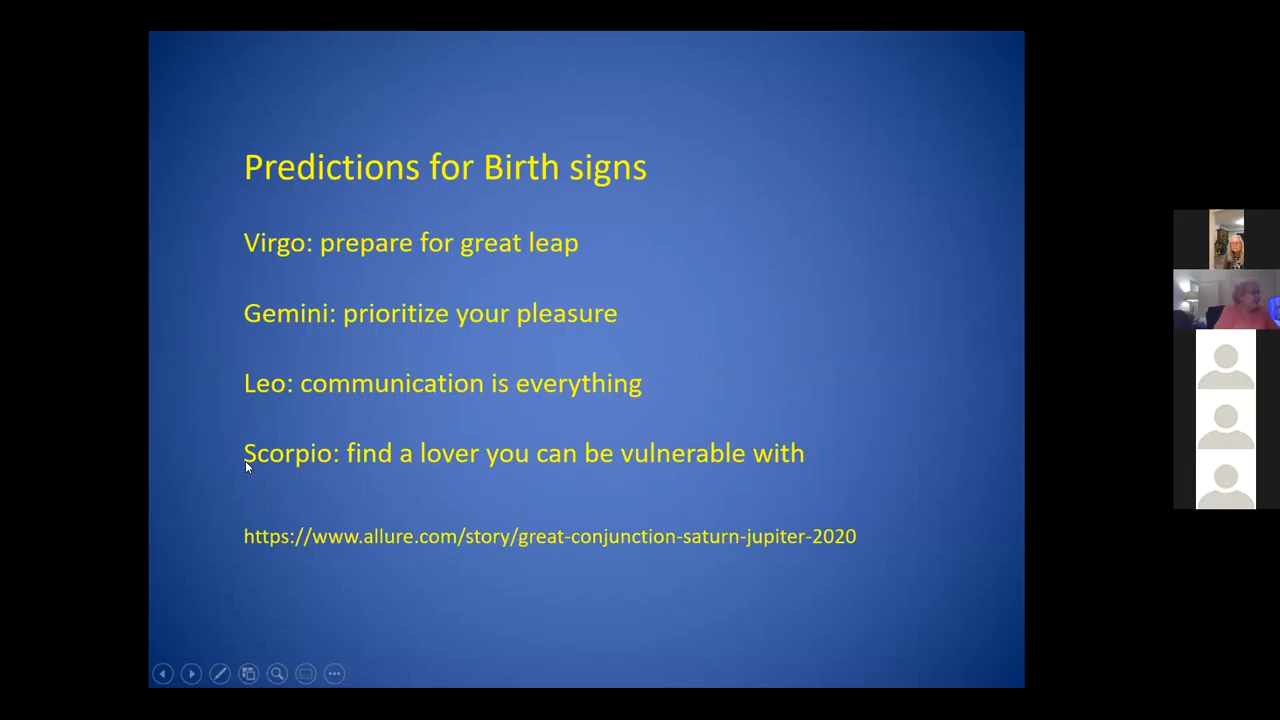 Predictions for Birth signs
Virgo: prepare for great leap
Gemini: prioritize your pleasure
Leo: communication is everything
Scorpio: find a lover you can be vulnerable with
https://www.allure.com/story/great-conjunction-saturn-jupiter-2020